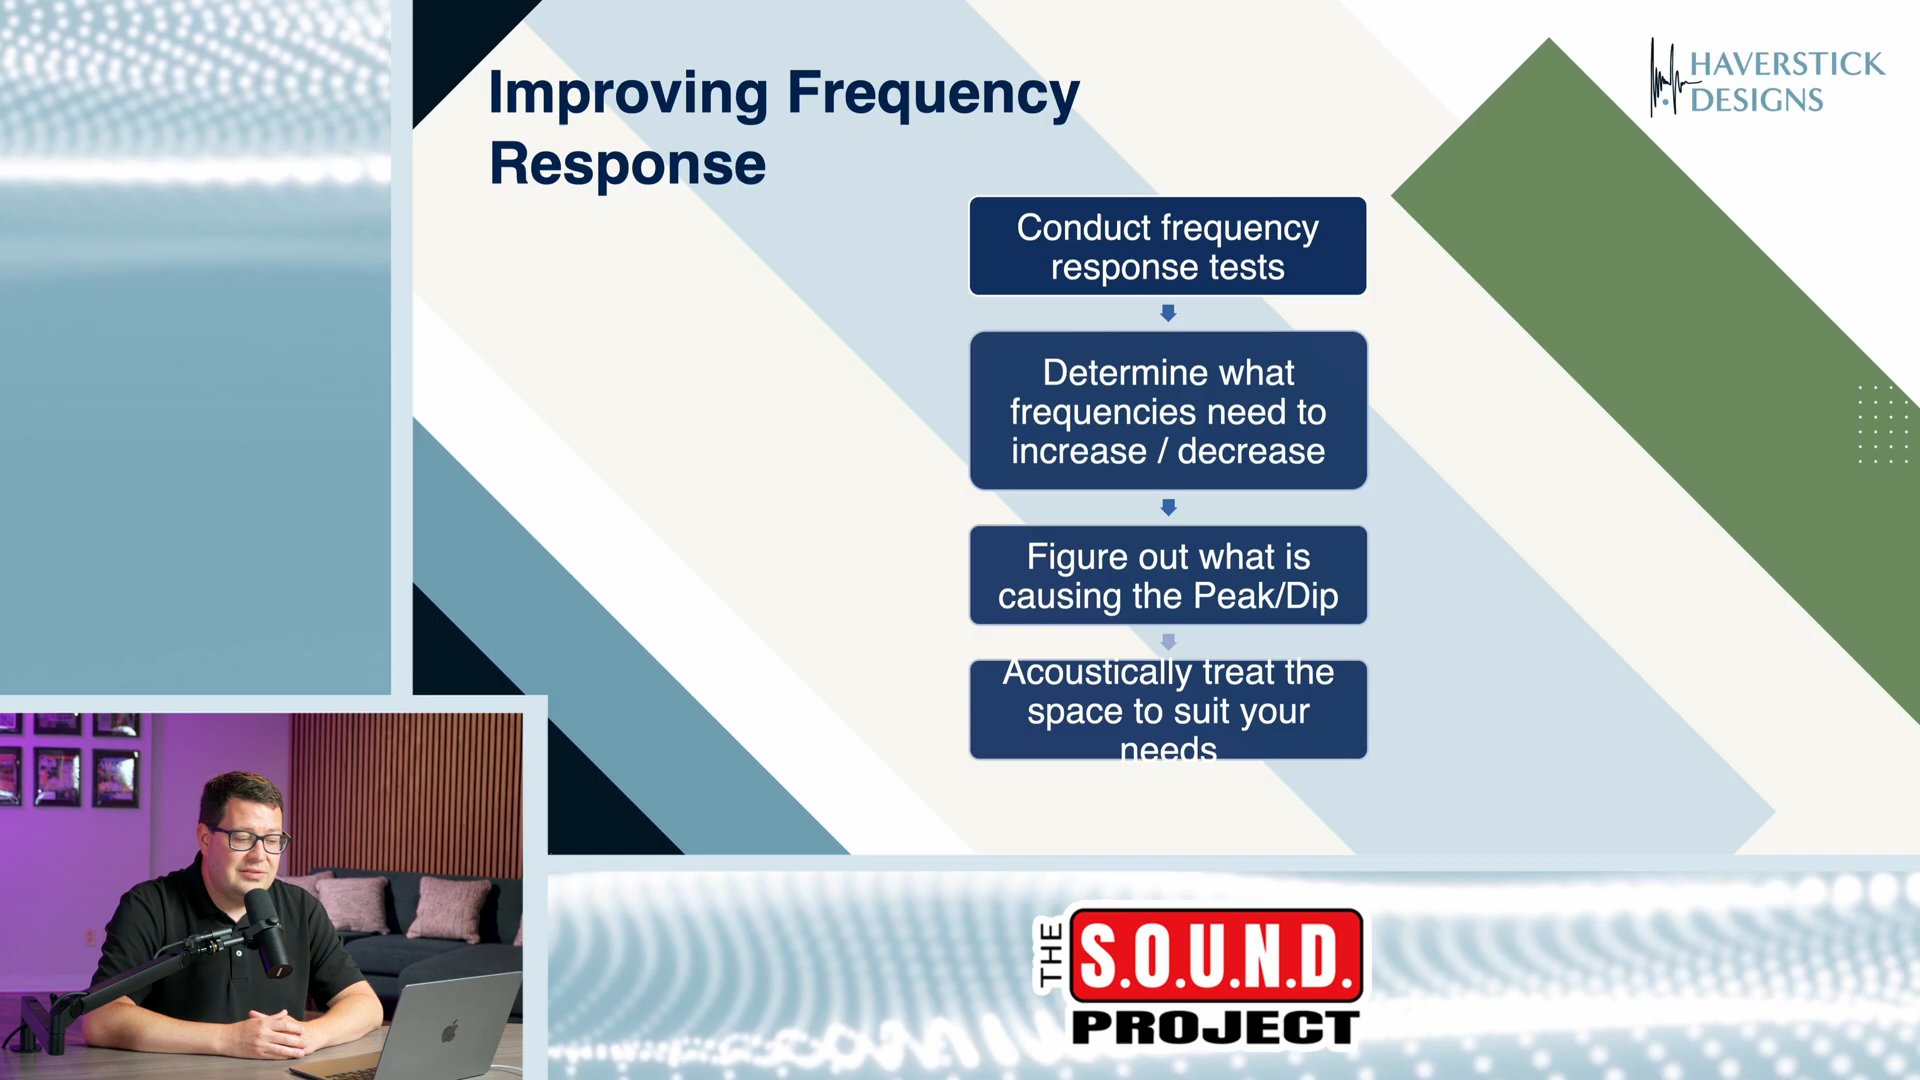 Improving Frequency
Response
HAVERSTICK
DESIGNS
Conduct frequency
response tests
Determine what
frequencies need to
increase / decrease
Figure out what is
causing the Peak/Dip
Acoustically treat the
space to suit your
needs
THE
S.O.U.N.D.
PROJECT